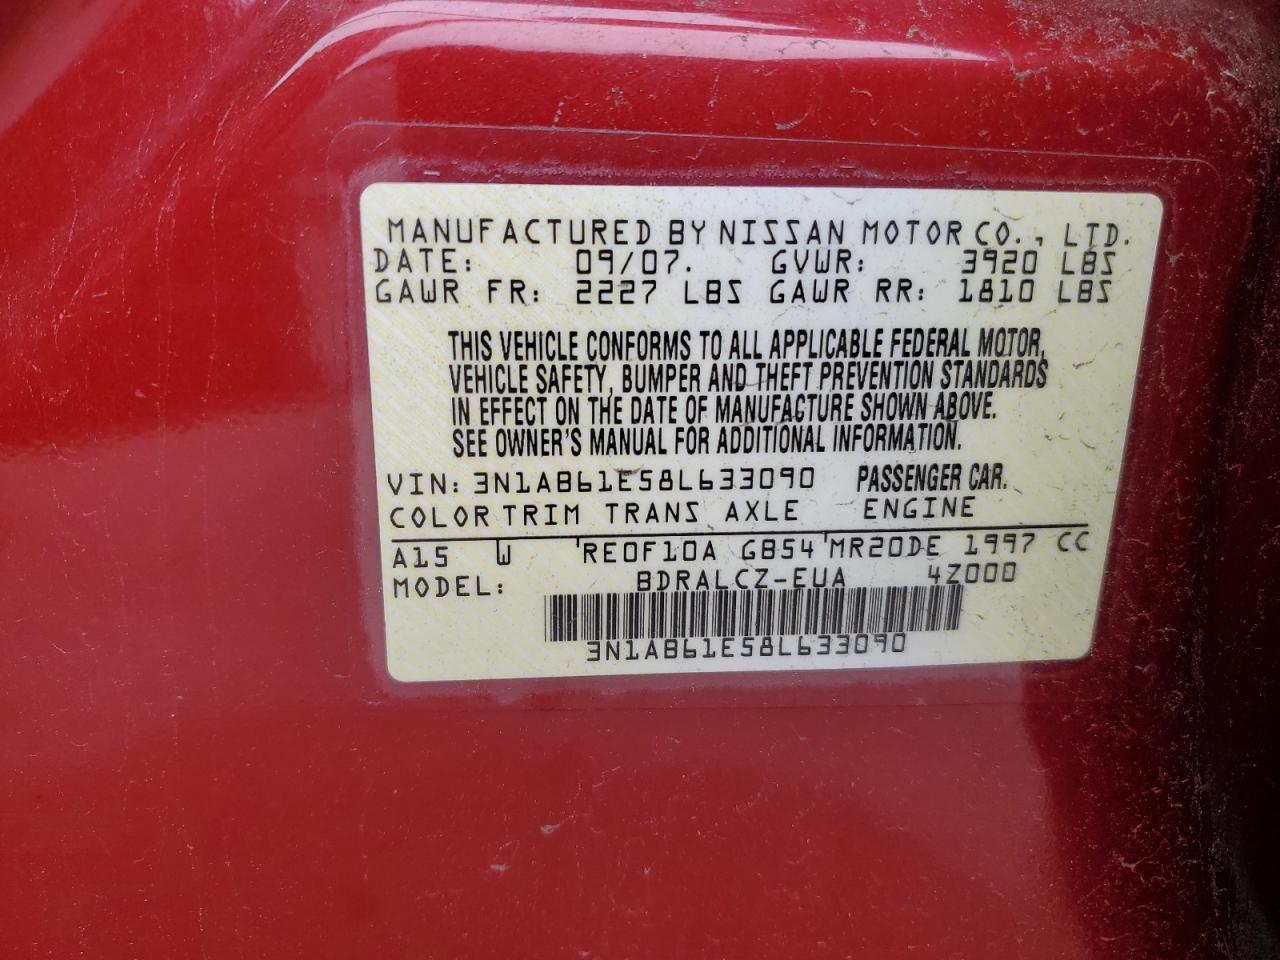 MANUFACTURED BY NISSAN MOTOR CO., LTD.
DATE: 09/07. GVWR: 3920 LBS
GAWR FR: 2227 LBS GAWR RR: 1810 LBS
THIS VEHICLE CONFORMS TO ALL APPLICABLE FEDERAL MOTOR
VEHICLE SAFETY, BUMPER AND THEFT PREVENTION STANDARDS
IN EFFECT ON THE DATE OF MANUFACTURE SHOWN ABOVE.
SEE OWNER'S MANUAL FOR ADDITIONAL INFORMATION.
VIN: 3N1AB61E58L633090 PASSENGER CAR.
COLOR TRIM TRANS AXLE ENGINE
A15 W RE0F10A GB54 MR20DE 1997 CC
MODEL: BDRALCZ-EUA 4Z000
3N1AB61E58L633090